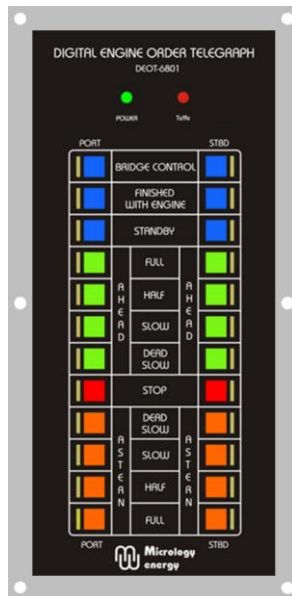 DIGITAL ENGINE ORDER TELEGRAPH
DEOT-6801
POWER Tx/Rx
PORT STBD
BRIDGE CONTROL
FINISHED
WITH ENGINE
STANDBY
AHEAD
FULL
HALF
SLOW
DEAD
SLOW
AHEAD
STOP
ASTERN
DEAD
SLOW
SLOW
HALF
FULL
ASTERN
PORT STBD
Micrology
energy